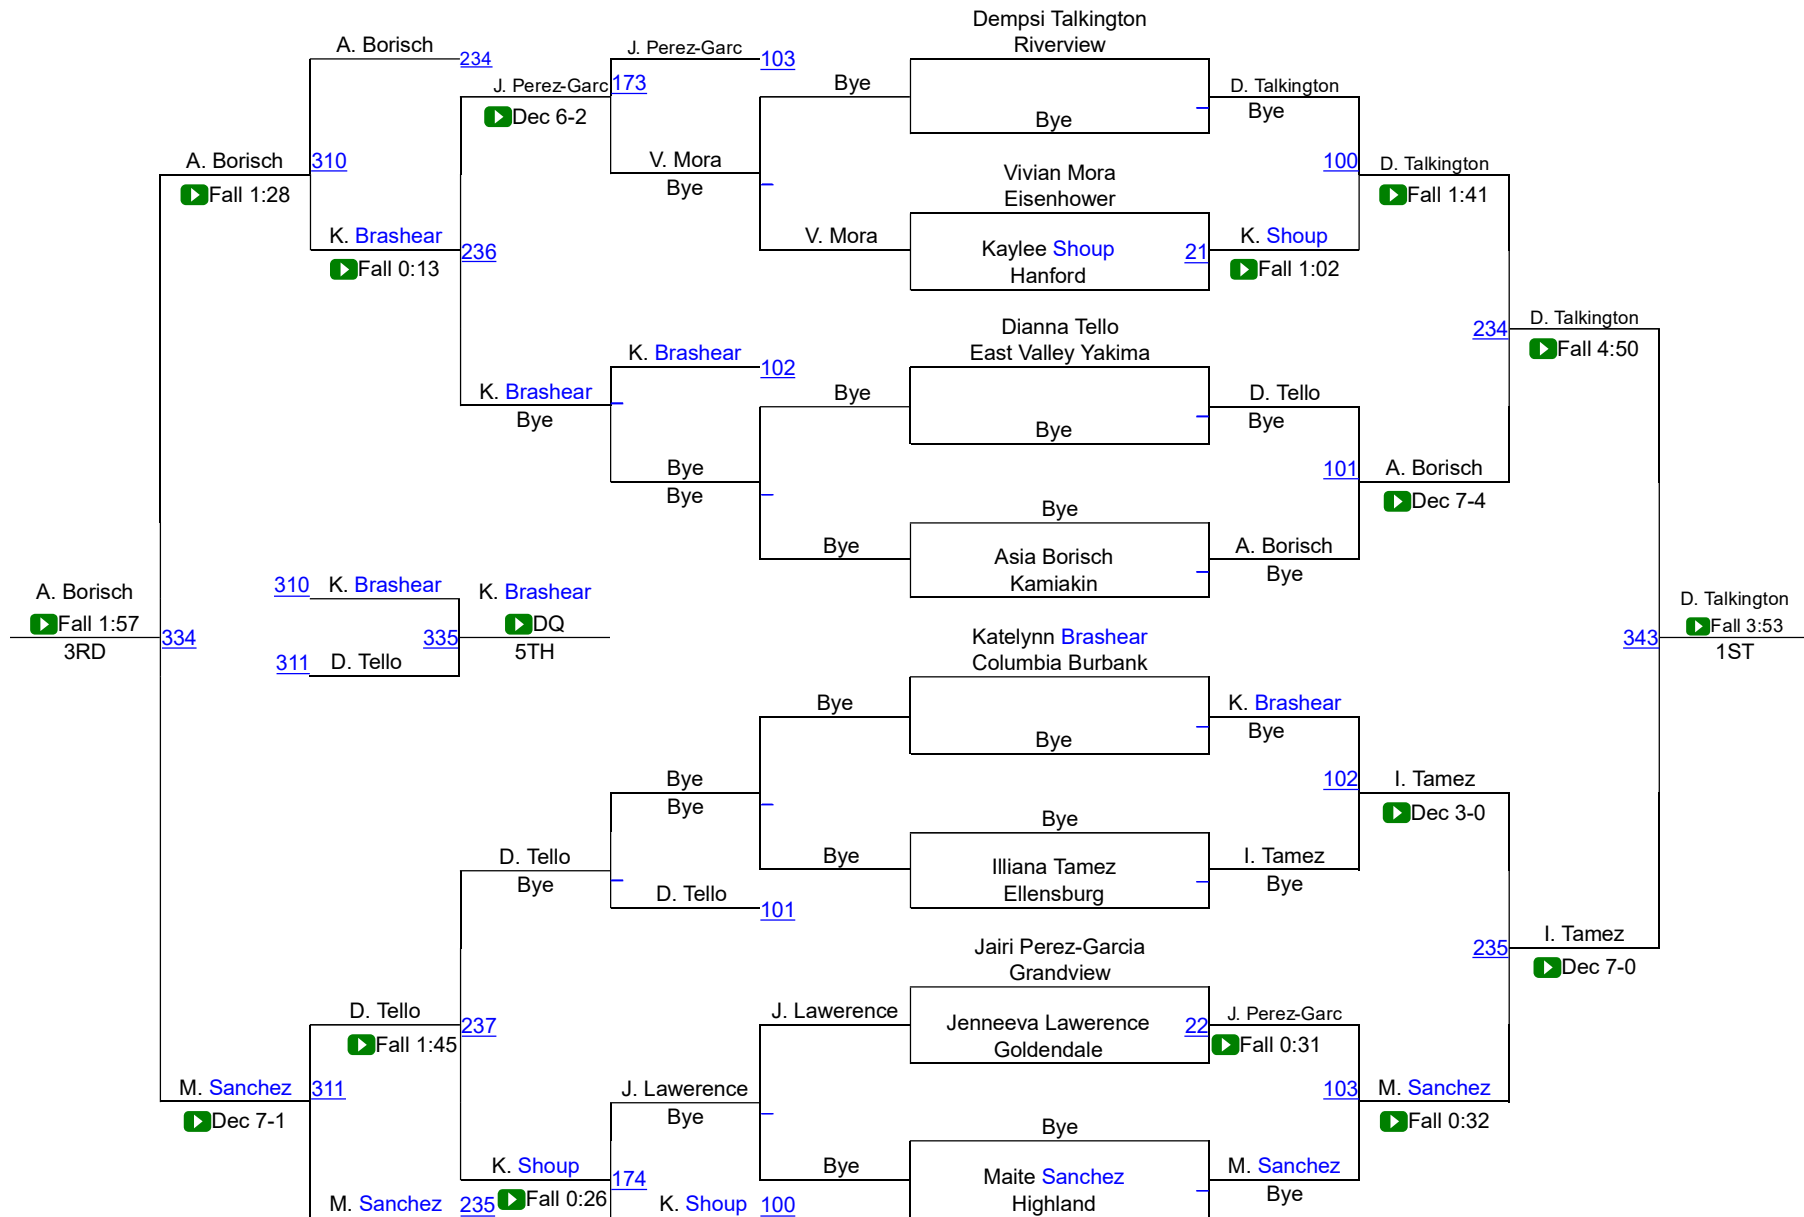 Dempsi Talkington
Riverview
A. Borisch
234
J. Perez-Garc
103
J. Perez-Garc
173
Dec 6-2
Bye
Bye
D. Talkington
Bye
A. Borisch
310
Fall 1:28
V. Mora
Bye
Vivian Mora
Eisenhower
100
D. Talkington
Fall 1:41
K. Brashear
236
Fall 0:13
V. Mora
Kaylee Shoup
Hanford
21
K. Shoup
Fall 1:02
Dianna Tello
East Valley Yakima
234
D. Talkington
Fall 4:50
K. Brashear
102
K. Brashear
Bye
Bye
Bye
D. Tello
Bye
Bye
Bye
101
A. Borisch
Dec 7-4
Bye
Bye
Asia Borisch
Kamiakin
A. Borisch
Bye
A. Borisch
Fall 1:57
3RD
334
310
K. Brashear
335
311
D. Tello
K. Brashear
DQ
5TH
Katelynn Brashear
Columbia Burbank
343
D. Talkington
Fall 3:53
1ST
Bye
Bye
K. Brashear
Bye
Bye
Bye
102
I. Tamez
Dec 3-0
Bye
D. Tello
Bye
Bye
Illiana Tamez
Ellensburg
I. Tamez
Bye
D. Tello
101
Jairi Perez-Garcia
Grandview
235
I. Tamez
Dec 7-0
D. Tello
237
Fall 1:45
J. Lawerence
Jenneeva Lawerence
Goldendale
22
J. Perez-Garc
Fall 0:31
M. Sanchez
311
Dec 7-1
J. Lawerence
Bye
103
M. Sanchez
Fall 0:32
Bye
K. Shoup
174
Fall 0:26
Bye
Maite Sanchez
Highland
M. Sanchez
Bye
M. Sanchez
235
K. Shoup
100